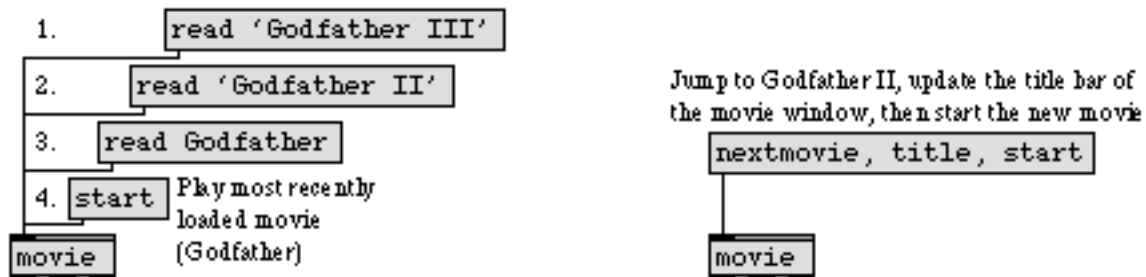 1. read ‘Godfather III’
2. read ‘Godfather II’
3. read Godfather
4. start
Play most recently
loaded movie
(Godfather)
movie
Jump to Godfather II, update the title bar of
the movie window, then start the new movie
nextmovie, title, start
movie